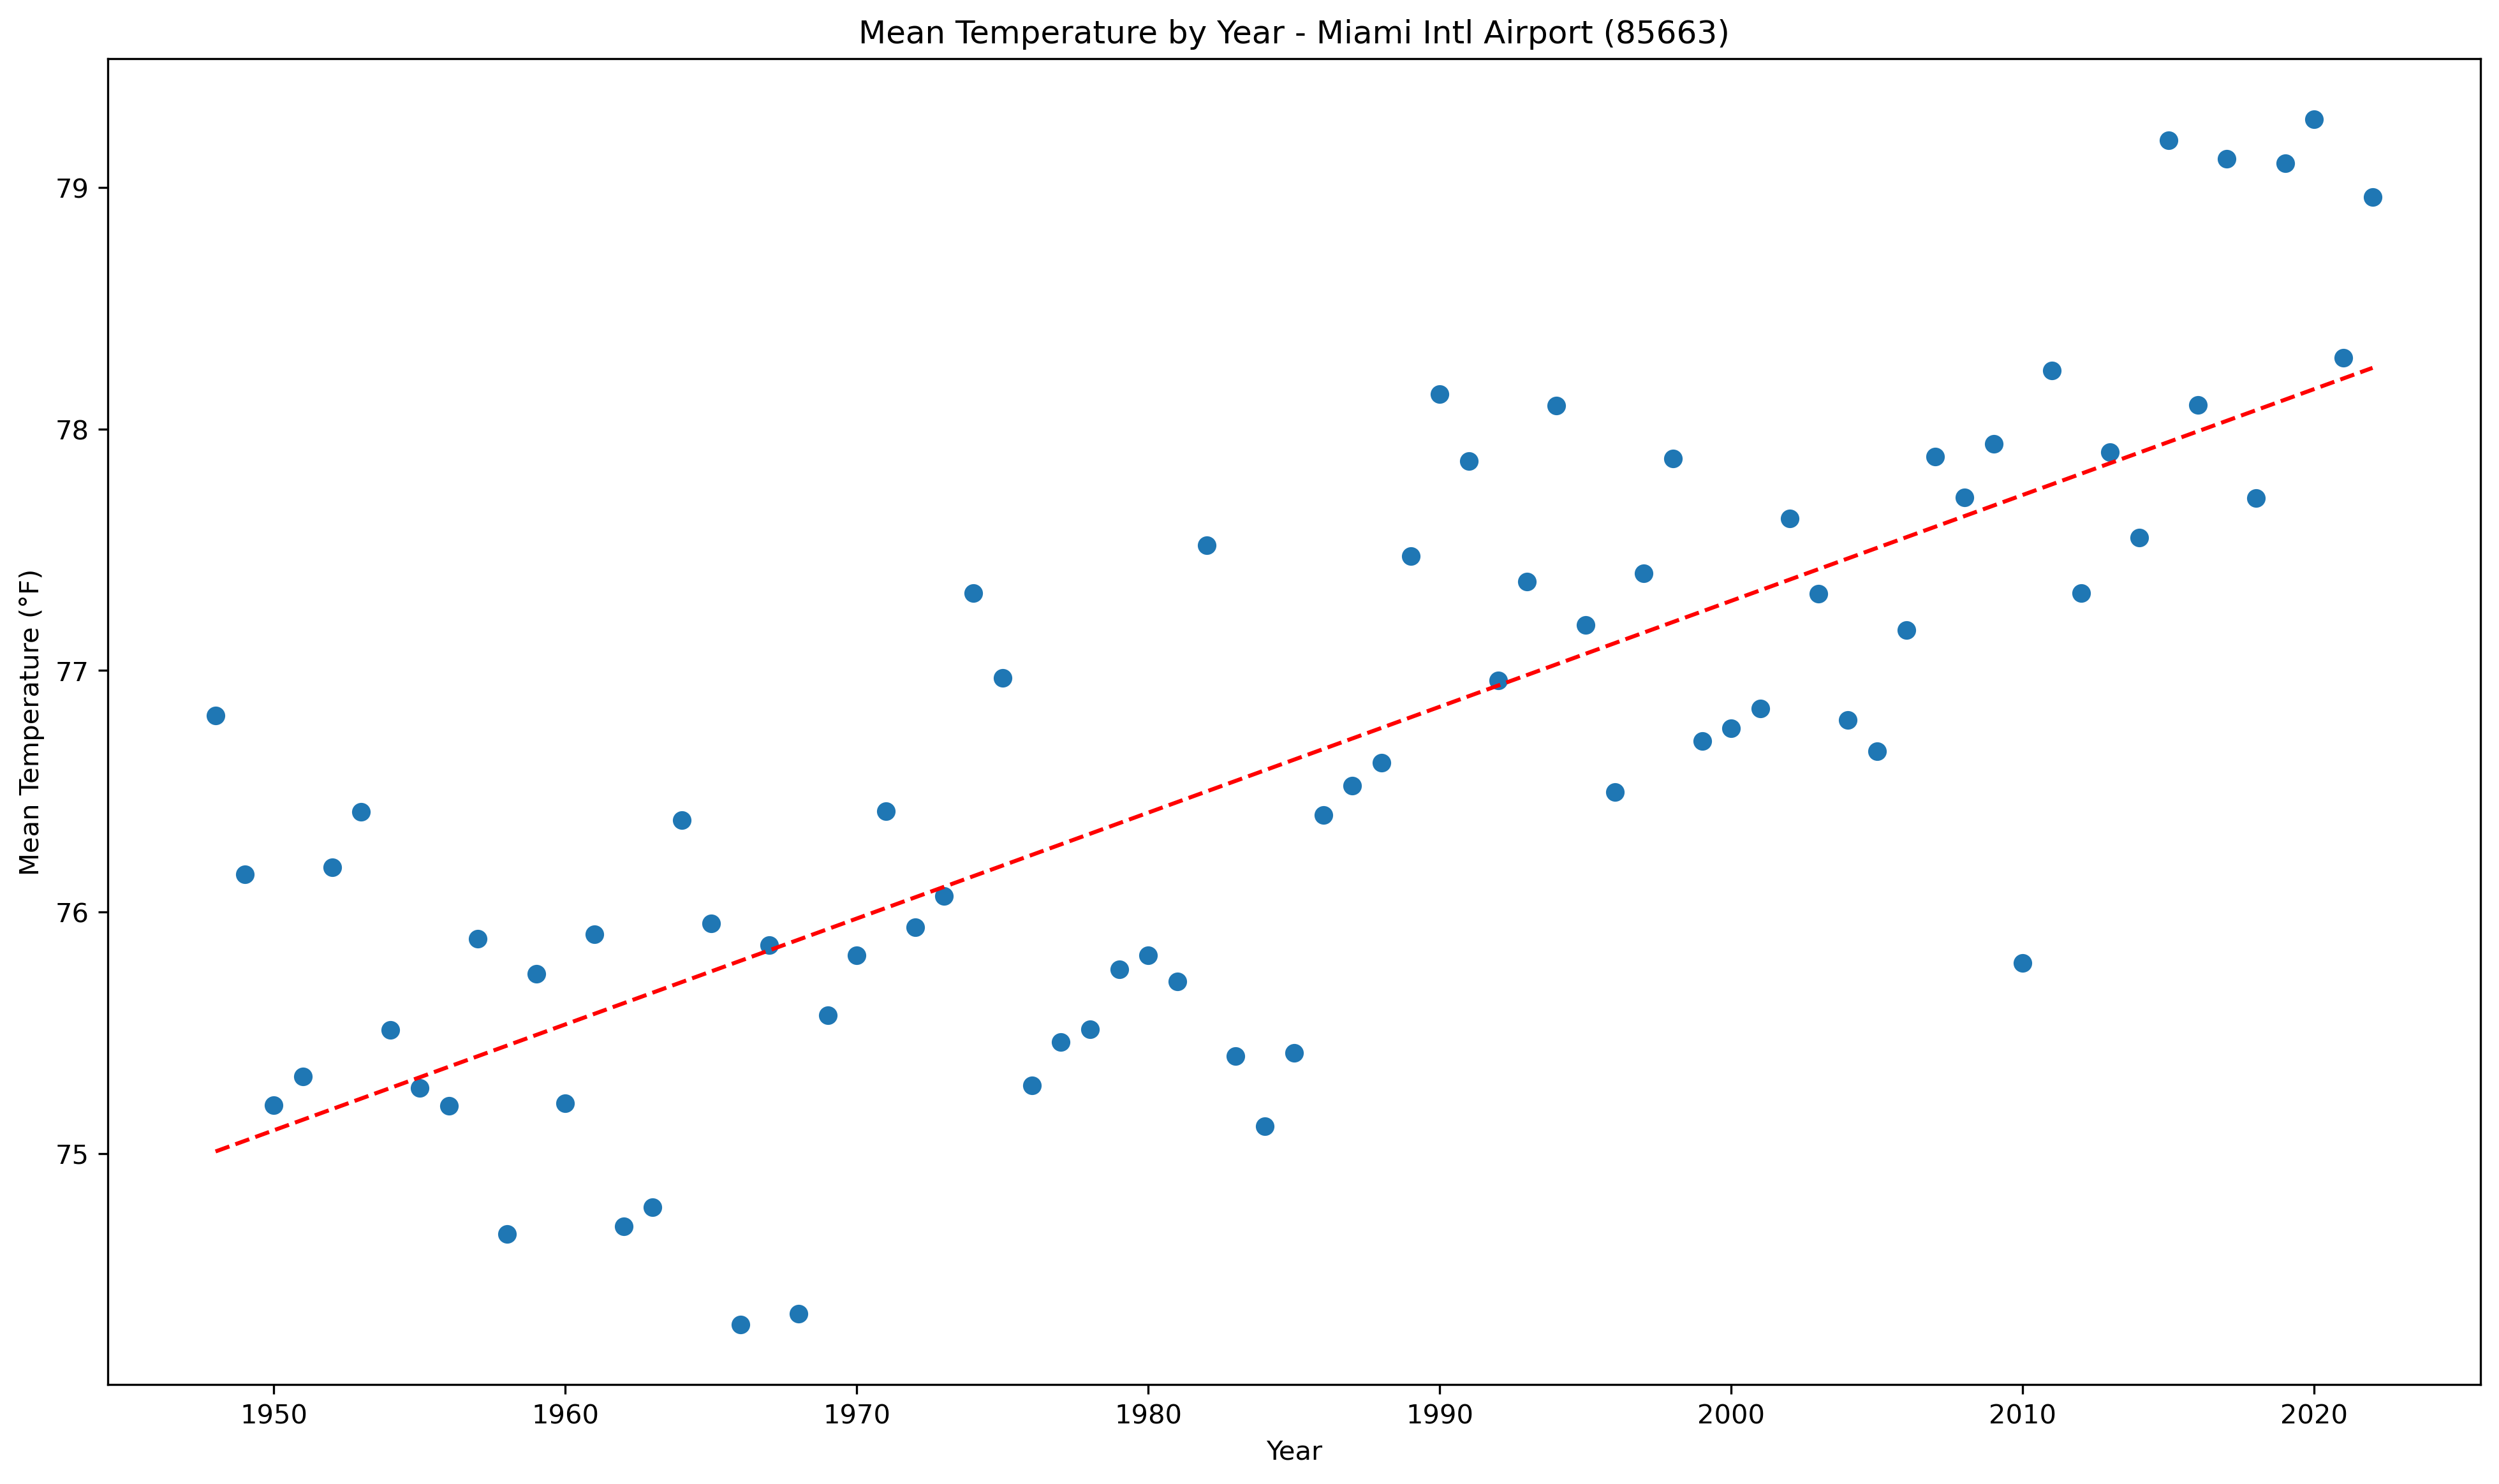 Mean Temperature by Year - Miami Intl Airport (85663)
Mean Temperature (°F)
79
78
77
76
75
1950 1960 1970 1980 1990 2000 2010 2020
Year